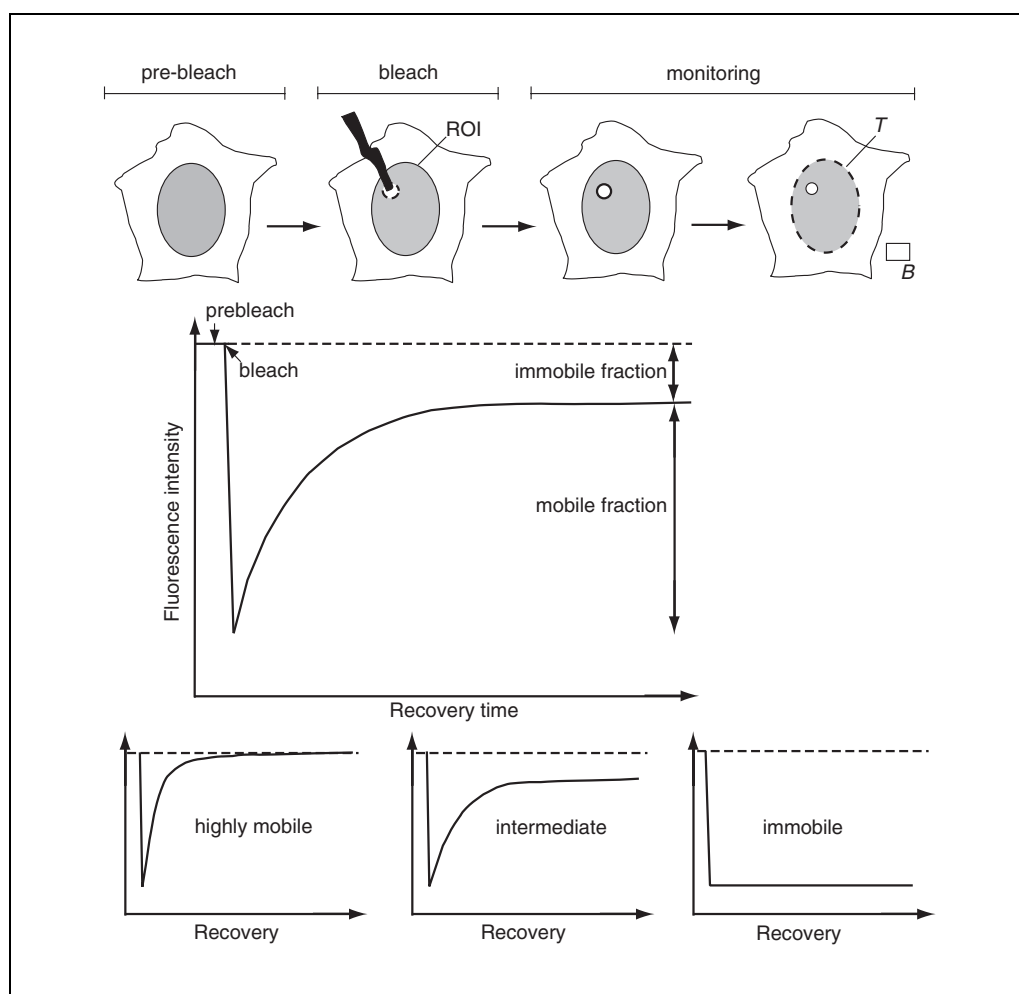 pre-bleach
bleach
monitoring
ROI
T
B
prebleach
bleach
immobile fraction
mobile fraction
Fluorescence intensity
Recovery time
highly mobile
intermediate
immobile
Recovery
Recovery
Recovery